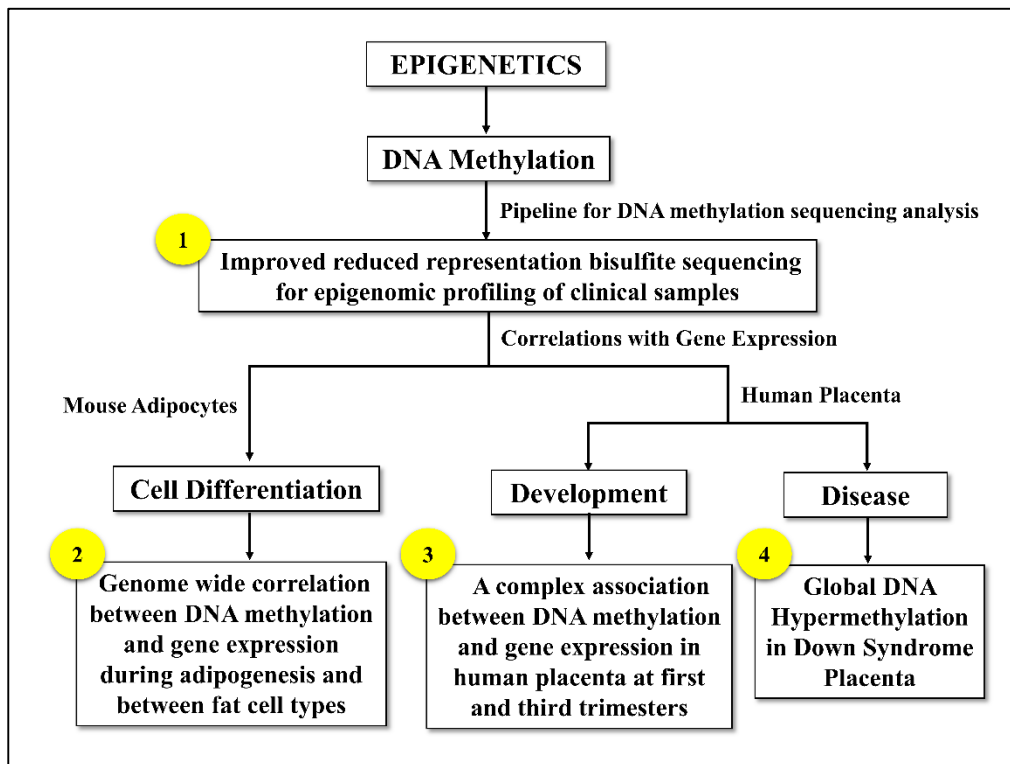 EPIGENETICS
DNA Methylation
Pipeline for DNA methylation sequencing analysis
1
Improved reduced representation bisulfite sequencing
for epigenomic profiling of clinical samples
Correlations with Gene Expression
Mouse Adipocytes
Human Placenta
Cell Differentiation
Development
Disease
2
Genome wide correlation
between DNA methylation
and gene expression
during adipogenesis and
between fat cell types
3
A complex association
between DNA methylation
and gene expression in
human placenta at first
and third trimesters
4
Global DNA
Hypermethylation
in Down Syndrome
Placenta